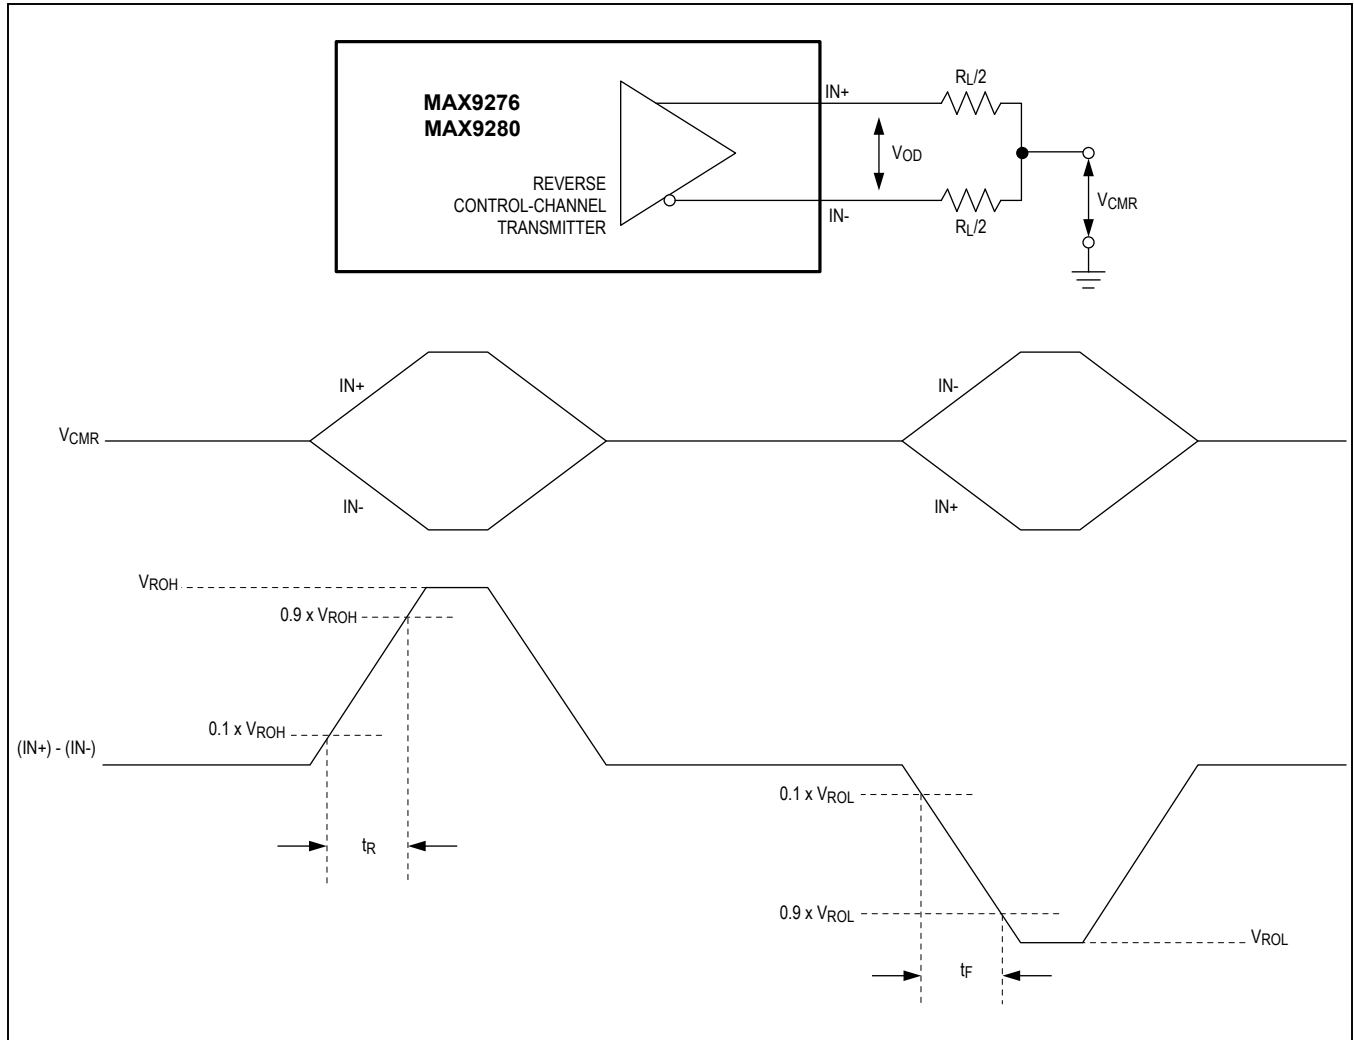 MAX9276
MAX9280
REVERSE
CONTROL-CHANNEL
TRANSMITTER
IN+
IN-
VOD
RL/2
RL/2
VCMR
VCMR
IN+
IN-
IN-
IN+
VROH
0.9 x VROH
0.1 x VROH
(IN+) - (IN-)
tR
0.1 x VROL
0.9 x VROL
VROL
tF